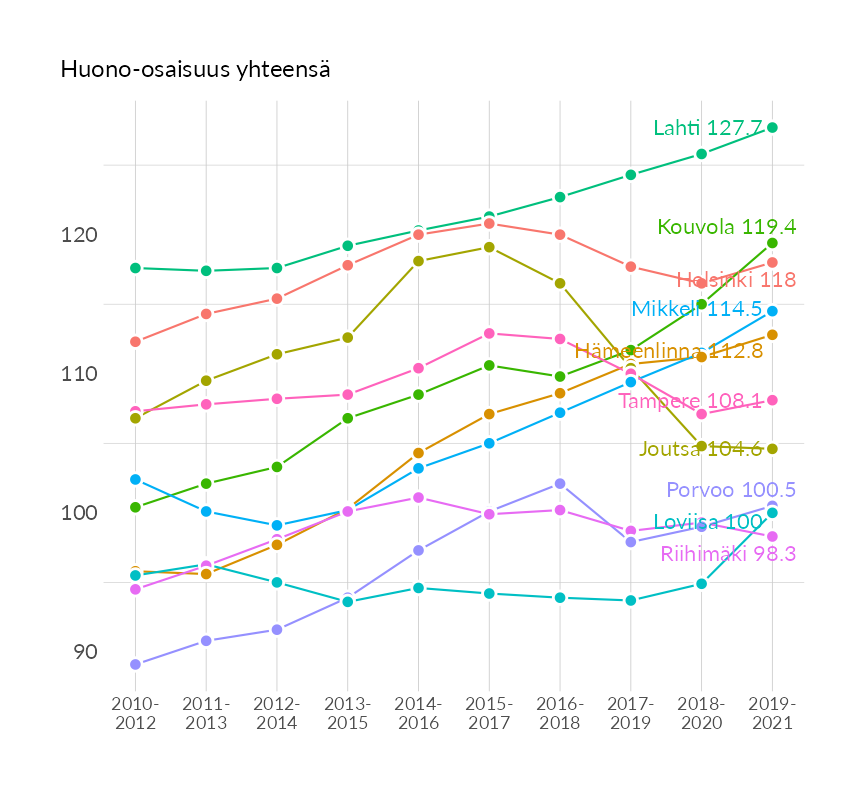 Huono-osaisuus yhteensä
Lahti 127.7
120
Kouvola 119.4
Helsinki 118
Mikkeli 114.5
Hämeenlinna 112.8
110
Tampere 108.1
Joutsa 104.6
Porvoo 100.5
100
Loviisa 100
Riihimäki 98.3
90
2010- 2011- 2012- 2013- 2014- 2015- 2016- 2017- 2018- 2019-
2012 2013 2014 2015 2016 2017 2018 2019 2020 2021